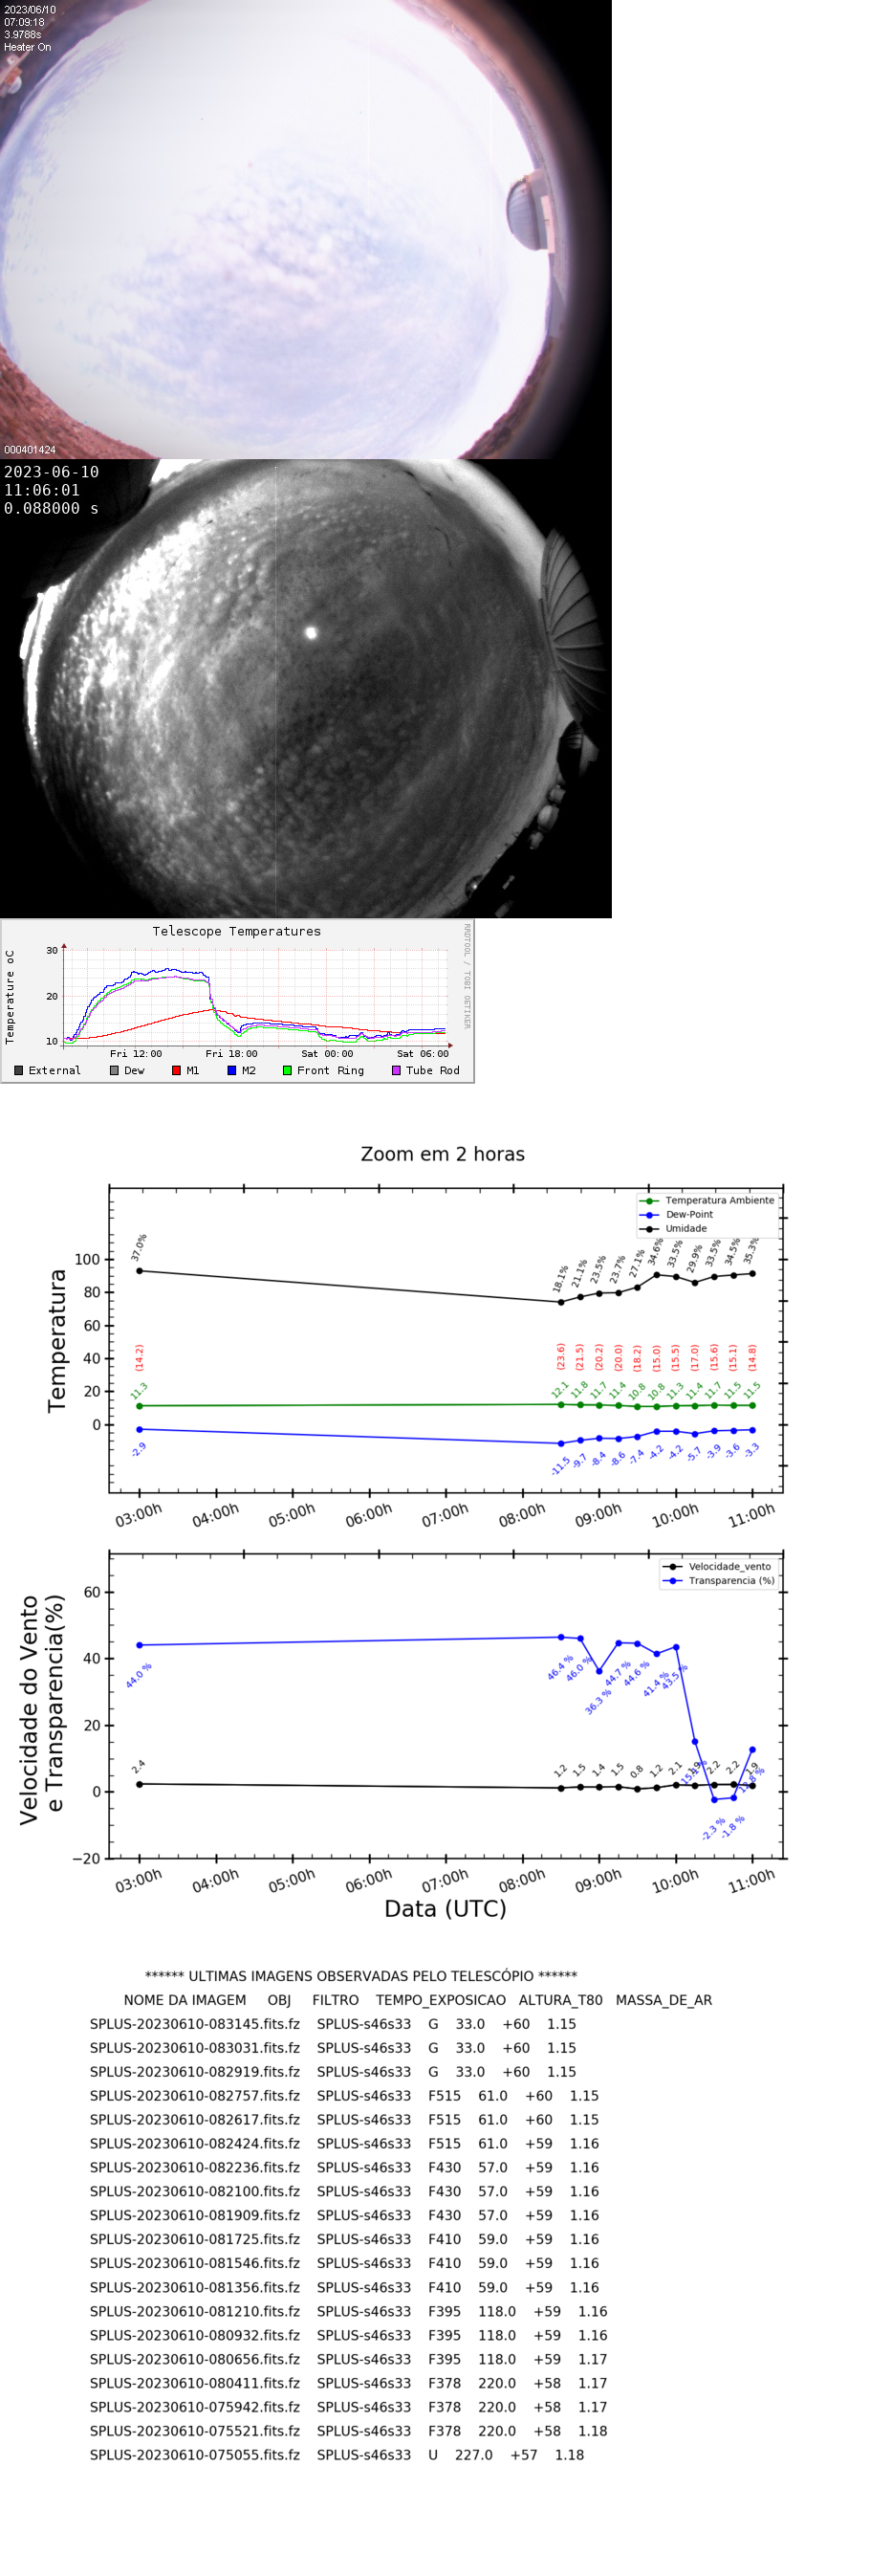 2023/06/10
07:09:18
3.9788s
Heater On
000401424
2023-06-10
11:06:01
0.088000 s
Telescope Temperatures
RRDTOOL / TOBI OETIKER
Temperature oC
30
20
10
Fri 12:00 Fri 18:00 Sat 00:00 Sat 06:00
External Dew M1 M2 Front Ring Tube Rod
Zoom em 2 horas
Temperatura Ambiente
Dew-Point
Umidade
Temperatura
100
80
60
40
20
0
37.0% 18.1% 21.1% 23.5% 23.7% 27.1% 34.6% 33.5% 29.9% 33.5% 34.5% 35.3%
(14.2) (23.6) (21.5) (20.2) (20.0) (18.2) (15.0) (15.5) (17.0) (15.6) (15.1) (14.8)
11.3 12.1 11.8 11.7 11.4 10.8 10.8 11.3 11.4 11.7 11.5 11.5
-2.9 -11.5 -9.7 -8.4 -8.6 -7.4 -4.2 -4.2 -5.7 -3.9 -3.6 -3.3
03:00h 04:00h 05:00h 06:00h 07:00h 08:00h 09:00h 10:00h 11:00h
Velocidade_vento
Transparencia (%)
Velocidade do Vento
e Transparencia(%)
60
40
20
0
−20
44.0 % 46.4 % 46.0 % 36.3 % 44.7 % 44.6 % 41.4 % 43.5 % -2.3 % -1.8 %
2.4 1.2 1.5 1.4 1.5 0.8 1.2 2.1 2.2 2.2 1.9
03:00h 04:00h 05:00h 06:00h 07:00h 08:00h 09:00h 10:00h 11:00h
Data (UTC)
****** ULTIMAS IMAGENS OBSERVADAS PELO TELESCÓPIO ******
NOME DA IMAGEM OBJ FILTRO TEMPO_EXPOSICAO ALTURA_T80 MASSA_DE_AR
SPLUS-20230610-083145.fits.fz SPLUS-s46s33 G 33.0 +60 1.15
SPLUS-20230610-083031.fits.fz SPLUS-s46s33 G 33.0 +60 1.15
SPLUS-20230610-082919.fits.fz SPLUS-s46s33 G 33.0 +60 1.15
SPLUS-20230610-082757.fits.fz SPLUS-s46s33 F515 61.0 +60 1.15
SPLUS-20230610-082617.fits.fz SPLUS-s46s33 F515 61.0 +60 1.15
SPLUS-20230610-082424.fits.fz SPLUS-s46s33 F515 61.0 +59 1.16
SPLUS-20230610-082236.fits.fz SPLUS-s46s33 F430 57.0 +59 1.16
SPLUS-20230610-082100.fits.fz SPLUS-s46s33 F430 57.0 +59 1.16
SPLUS-20230610-081909.fits.fz SPLUS-s46s33 F430 57.0 +59 1.16
SPLUS-20230610-081725.fits.fz SPLUS-s46s33 F410 59.0 +59 1.16
SPLUS-20230610-081546.fits.fz SPLUS-s46s33 F410 59.0 +59 1.16
SPLUS-20230610-081356.fits.fz SPLUS-s46s33 F410 59.0 +59 1.16
SPLUS-20230610-081210.fits.fz SPLUS-s46s33 F395 118.0 +59 1.16
SPLUS-20230610-080932.fits.fz SPLUS-s46s33 F395 118.0 +59 1.16
SPLUS-20230610-080656.fits.fz SPLUS-s46s33 F395 118.0 +59 1.17
SPLUS-20230610-080411.fits.fz SPLUS-s46s33 F378 220.0 +58 1.17
SPLUS-20230610-075942.fits.fz SPLUS-s46s33 F378 220.0 +58 1.17
SPLUS-20230610-075521.fits.fz SPLUS-s46s33 F378 220.0 +58 1.18
SPLUS-20230610-075055.fits.fz SPLUS-s46s33 U 227.0 +57 1.18